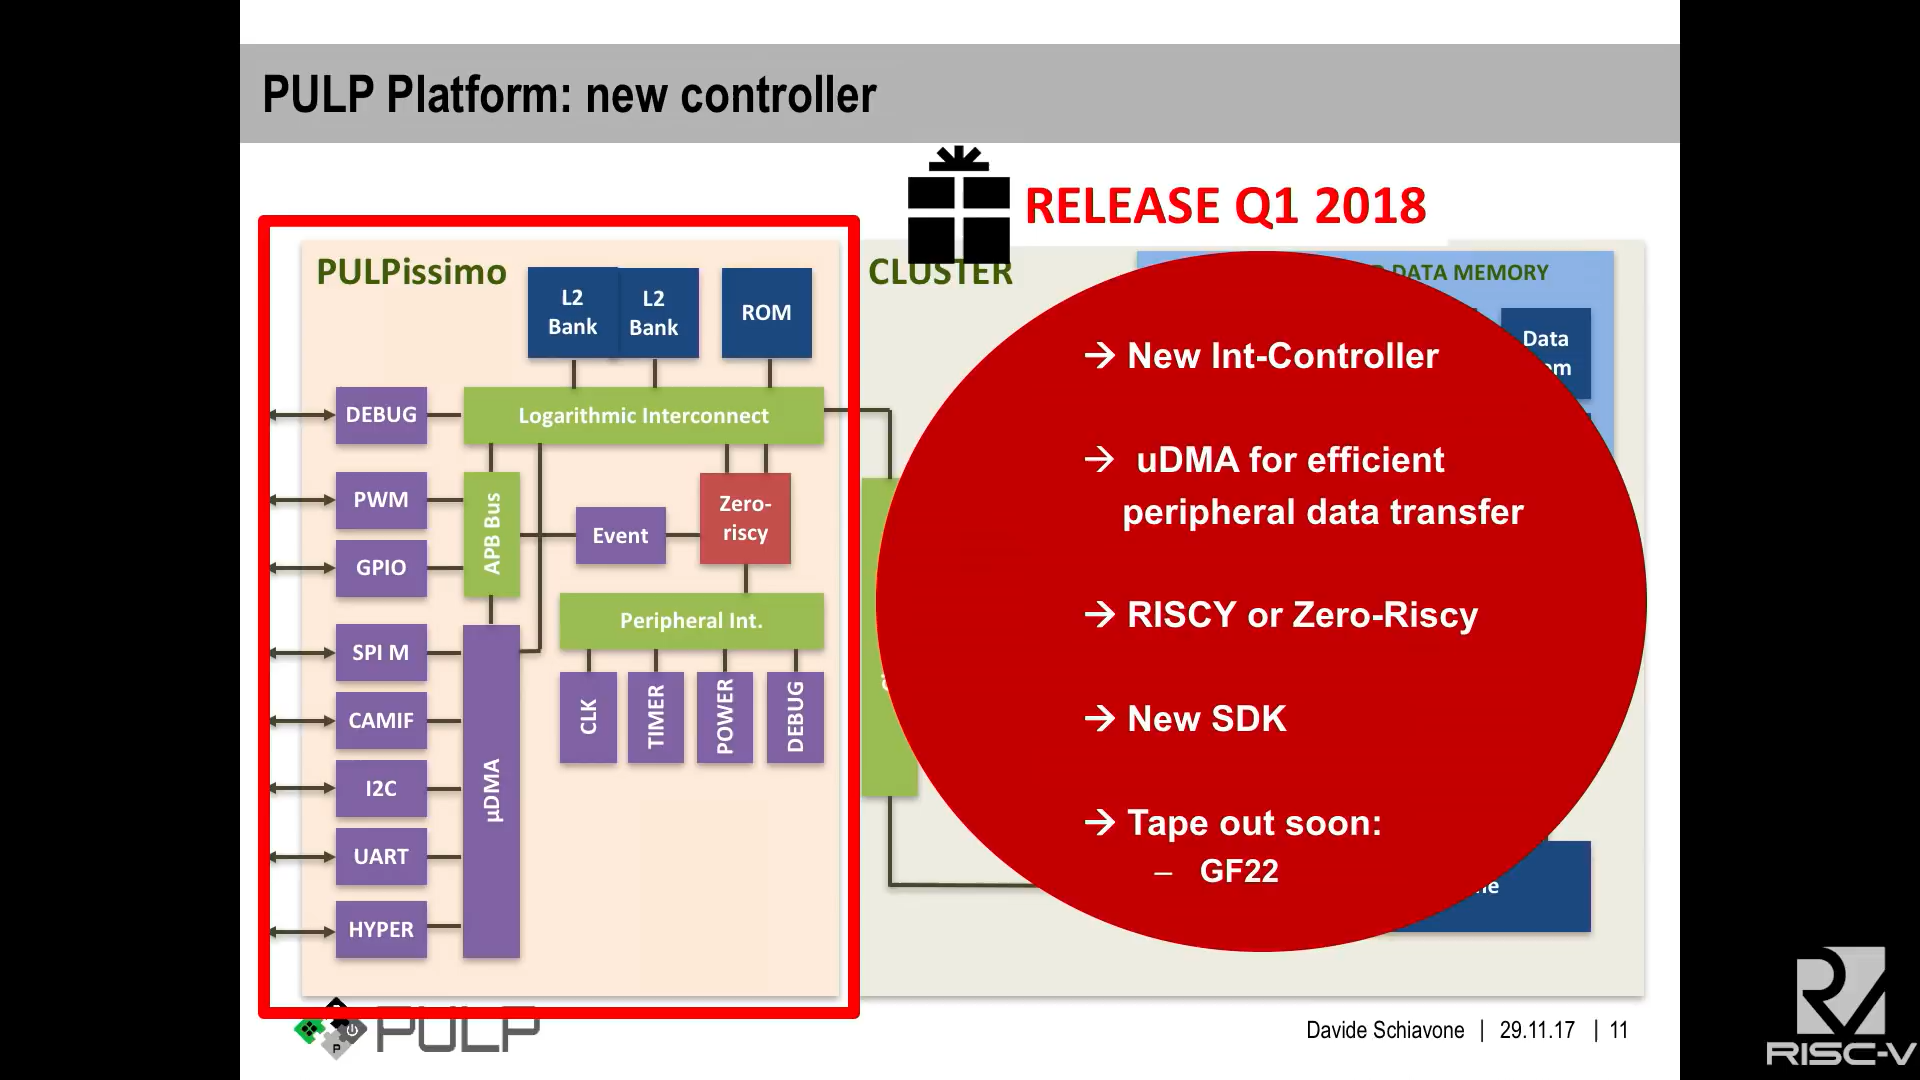 PULP Platform: new controller
RELEASE Q1 2018
PULPissimo
L2
Bank
L2
Bank
ROM
DEBUG
Logarithmic Interconnect
PWM
GPIO
APB Bus
Event
Zero-
riscy
Peripheral Int.
SPI M
CAMIF
I2C
UART
HYPER
µDMA
CLK
TIMER
POWER
DEBUG
CLUSTER
DATA MEMORY
Data
→ New Int-Controller
→ uDMA for efficient
peripheral data transfer
→ RISCY or Zero-Riscy
→ New SDK
→ Tape out soon:
– GF22
PULP
Davide Schiavone | 29.11.17 | 11
RISC-V